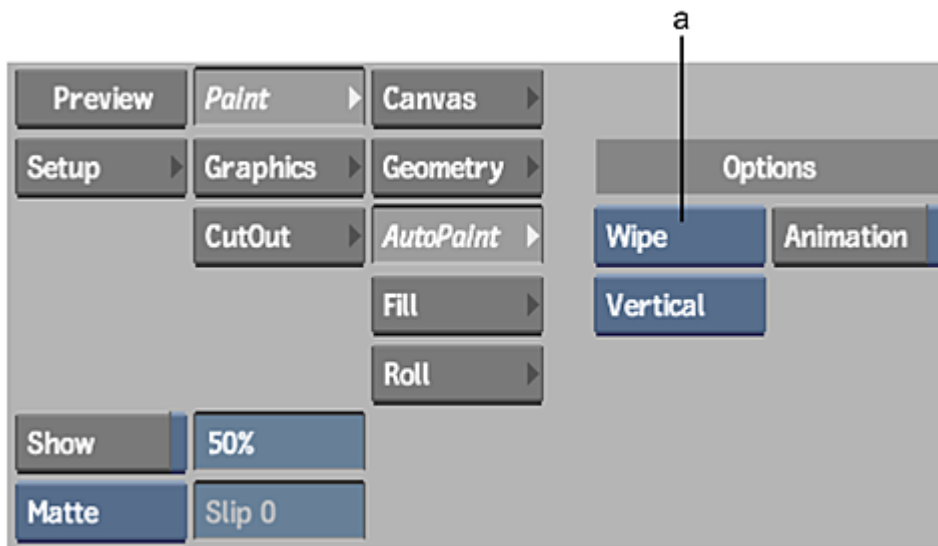 a
Preview Paint Canvas
Setup Graphics Geometry Options
CutOut AutoPaint Wipe Animation
Fill Vertical
Roll
Show 50%
Matte Slip 0